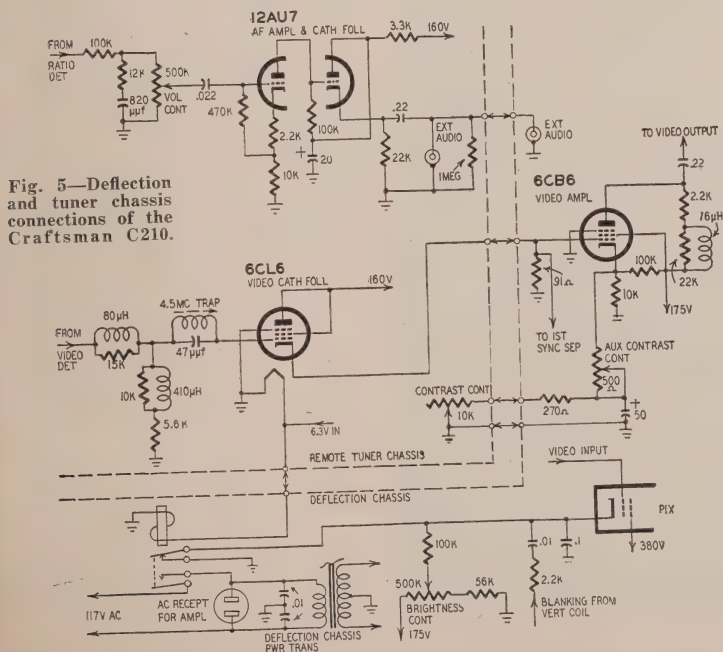 12AU7
AF AMPL & CATH FOLL
FROM
RATIO
DET
100K
12K
820
μμf
500K
VOL
CONT
.022
470K
2.2K
10K
100K
+
20
3.3K
160V
.22
22K
EXT
AUDIO
1MEG
EXT
AUDIO
Fig. 5—Deflection
and tuner chassis
connections of the
Craftsman C210.
TO VIDEO OUTPUT
.22
6CB6
VIDEO AMPL
2.2K
76μH
100K
22K
10K
175V
91Ω
TO 1ST
SYNC SEP
AUX CONTRAST
CONT
500
Ω
+
50
6CL6
VIDEO CATH FOLL
160V
80μH
4.5MC TRAP
FROM
VIDEO
DET
15K
47μμf
10K
410μH
5.6K
6.3V IN
CONTRAST CONT
10K
270Ω
REMOTE TUNER CHASSIS
DEFLECTION CHASSIS
VIDEO INPUT
PIX
380V
117V AC
AC RECEPT
FOR AMPL
.01
DEFLECTION CHASSIS
PWR TRANS
100K
500K
56K
BRIGHTNESS
CONT
175V
.01
.1
2.2K
BLANKING FROM
VERT COIL